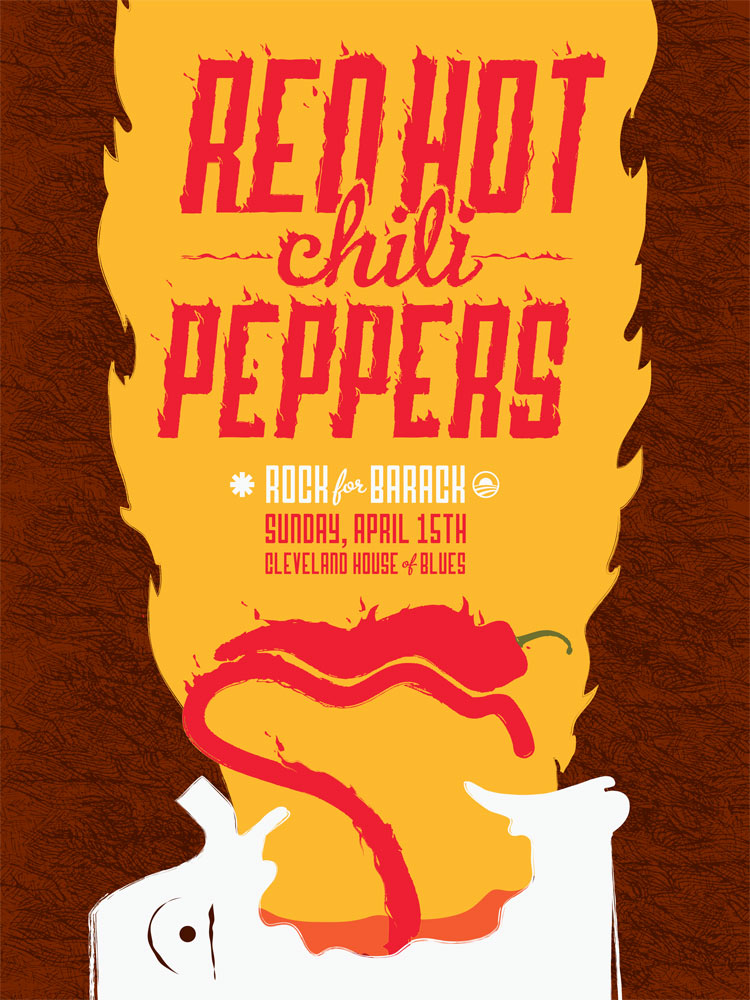 RED HOT
chili
PEPPERS
ROCK for BARACK
SUNDAY, APRIL 15TH
CLEVELAND HOUSE of BLUES